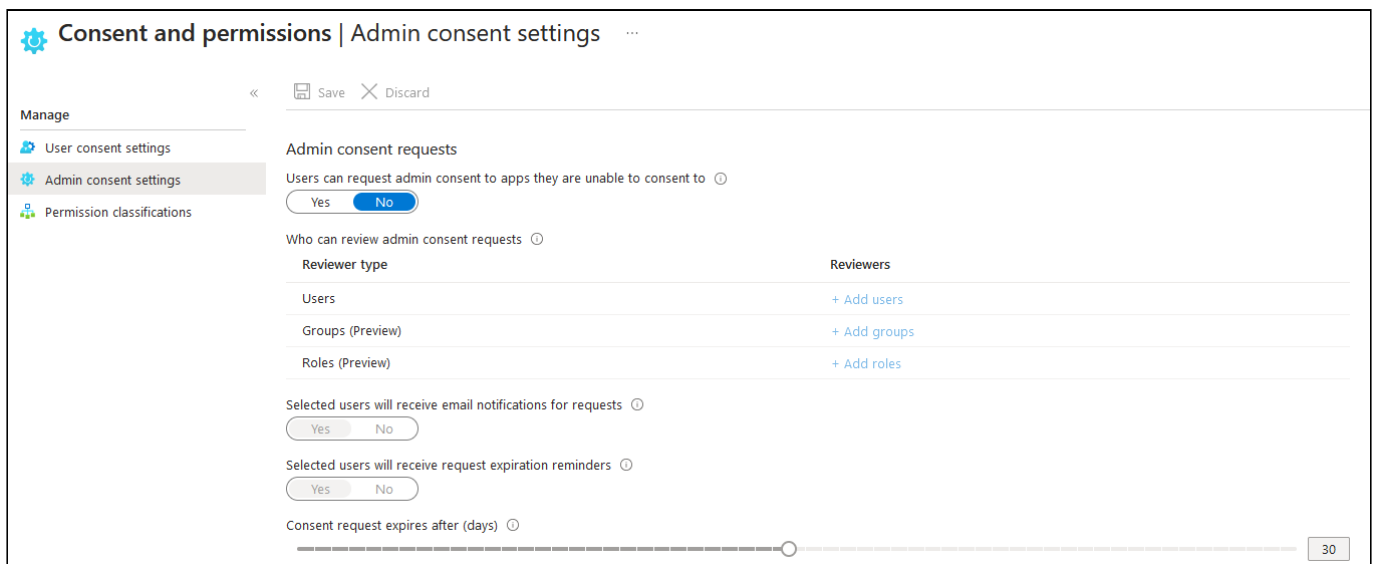 Consent and permissions | Admin consent settings ...
«
Save Discard
Manage
User consent settings
Admin consent settings
Permission classifications
Admin consent requests
Users can request admin consent to apps they are unable to consent to
Yes No
Who can review admin consent requests
Reviewer type Reviewers
Users + Add users
Groups (Preview) + Add groups
Roles (Preview) + Add roles
Selected users will receive email notifications for requests
Yes No
Selected users will receive request expiration reminders
Yes No
Consent request expires after (days)
30